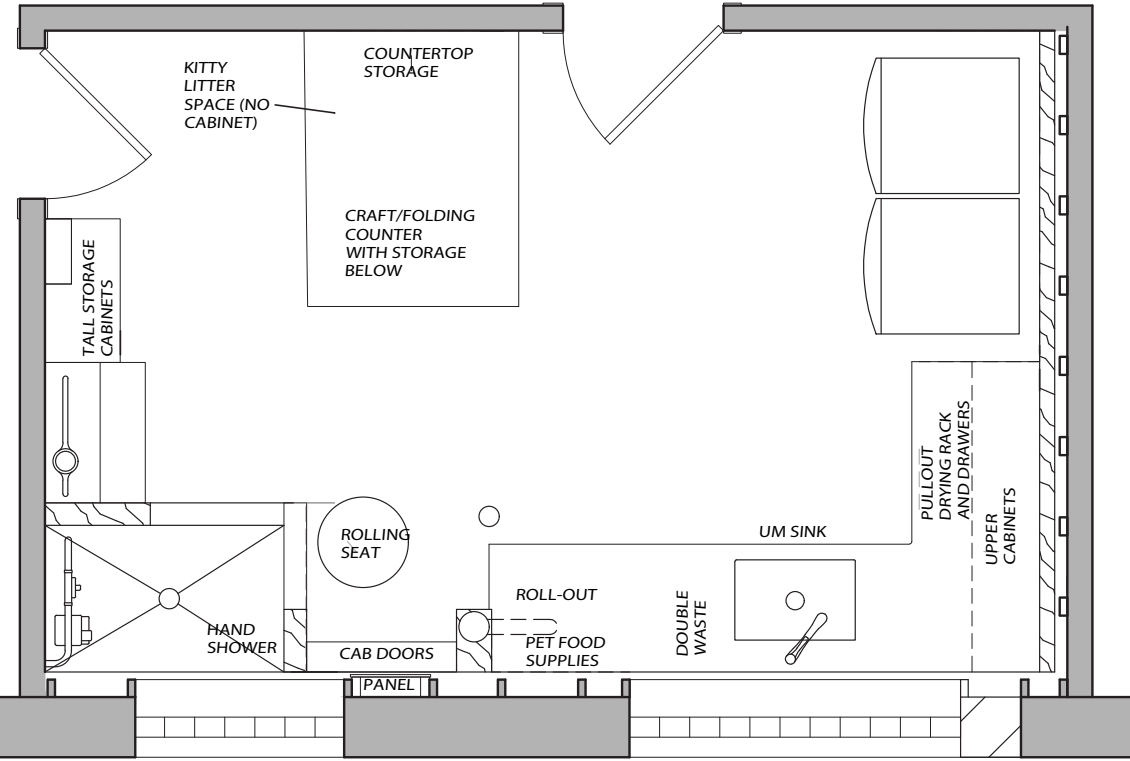 COUNTERTOP
STORAGE
KITTY
LITTER
SPACE (NO
CABINET)
CRAFT/FOLDING
COUNTER
WITH STORAGE
BELOW
TALL STORAGE
CABINETS
PULLOUT
DRYING RACK
AND DRAWERS
UPPER
CABINETS
ROLLING
SEAT
UM SINK
ROLL-OUT
DOUBLE
WASTE
HAND
SHOWER
CAB DOORS
PET FOOD
SUPPLIES
PANEL